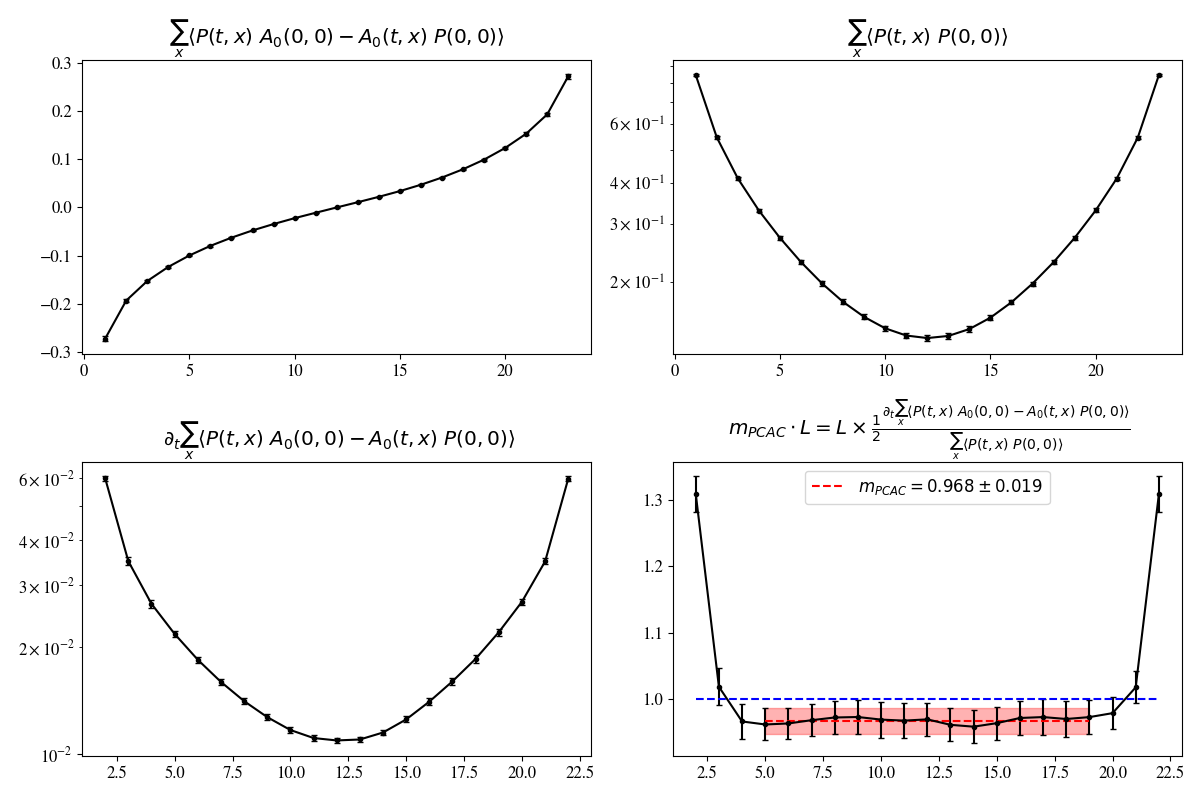 ∑ₓ⟨P(t, x) A₀(0, 0) − A₀(t, x) P(0, 0)⟩
0.3
0.2
0.1
0.0
−0.1
−0.2
−0.3
0 5 10 15 20
∑ₓ⟨P(t, x) P(0, 0)⟩
6 × 10⁻¹
4 × 10⁻¹
3 × 10⁻¹
2 × 10⁻¹
0 5 10 15 20
∂ₜ∑ₓ⟨P(t, x) A₀(0, 0) − A₀(t, x) P(0, 0)⟩
6 × 10⁻²
4 × 10⁻²
3 × 10⁻²
2 × 10⁻²
10⁻²
2.5 5.0 7.5 10.0 12.5 15.0 17.5 20.0 22.5
m_PCAC · L = L × 1/2 ∂ₜ∑ₓ⟨P(t, x) A₀(0, 0) − A₀(t, x) P(0, 0)⟩ / ∑ₓ⟨P(t, x) P(0, 0)⟩
m_PCAC = 0.968 ± 0.019
1.3
1.2
1.1
1.0
2.5 5.0 7.5 10.0 12.5 15.0 17.5 20.0 22.5